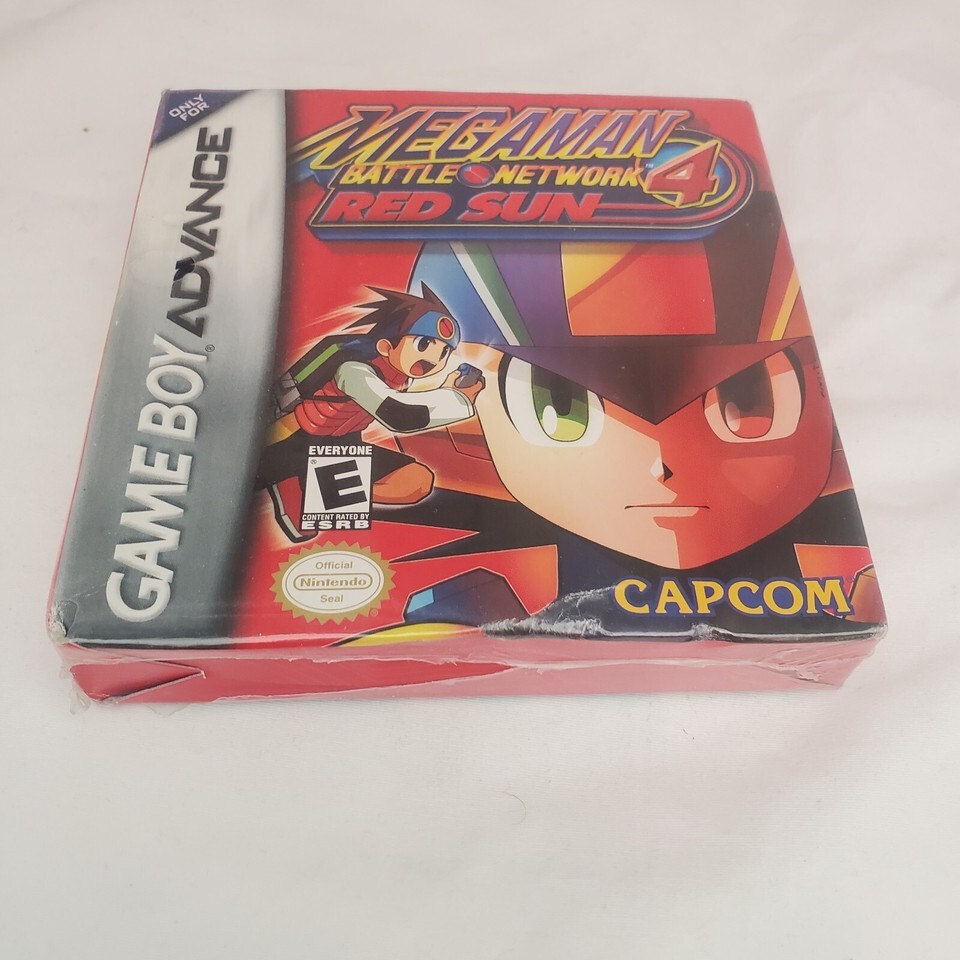 ONLY
FOR
GAME BOY ADVANCE
®
MEGAMAN
BATTLE NETWORK 4
™
RED SUN
EVERYONE
®
E
CONTENT RATED BY
ESRB
Official
Nintendo
Seal
CAPCOM